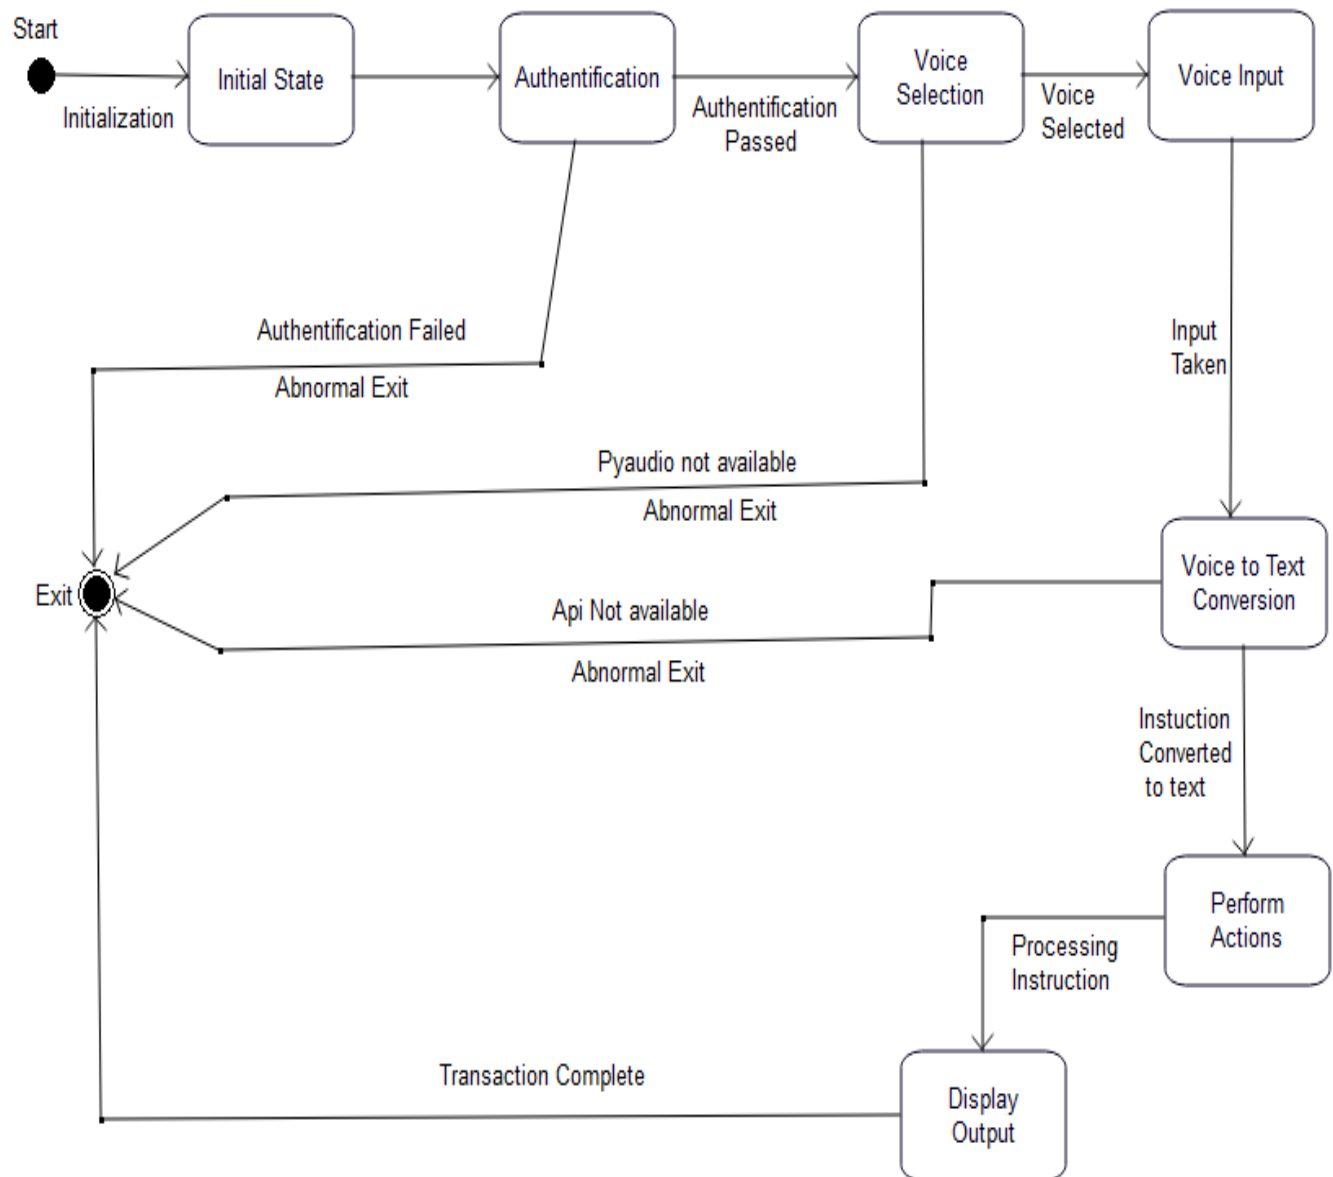 Start
Initialization
Initial State
Authentification
Authentification
Passed
Voice
Selection
Voice
Selected
Voice Input
Authentification Failed
Abnormal Exit
Input
Taken
Pyaudio not available
Abnormal Exit
Exit
Api Not available
Abnormal Exit
Voice to Text
Conversion
Instuction
Converted
to text
Perform
Actions
Processing
Instruction
Transaction Complete
Display
Output